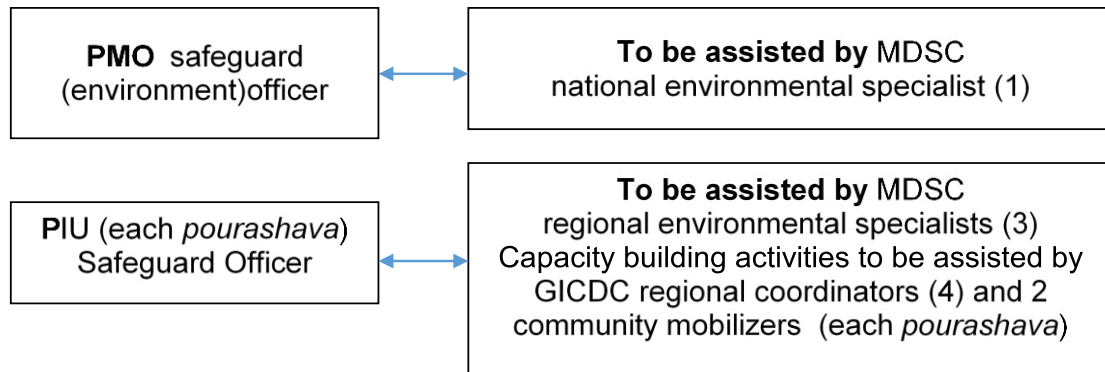 PMO safeguard
(environment)officer
To be assisted by MDSC
national environmental specialist (1)
PIU (each pourashava)
Safeguard Officer
To be assisted by MDSC
regional environmental specialists (3)
Capacity building activities to be assisted by
GICDC regional coordinators (4) and 2
community mobilizers (each pourashava)